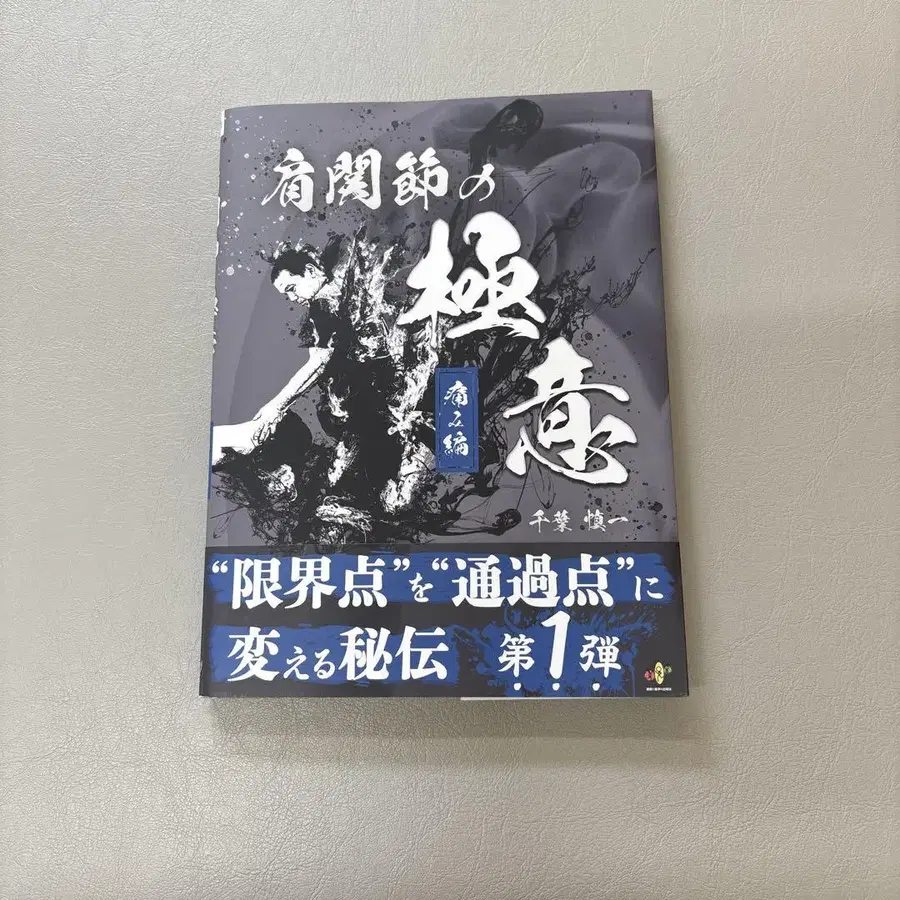 肩関節の
極意
痛み編
千葉 慎一
“限界点”を“通過点”に
変える秘伝 第1弾